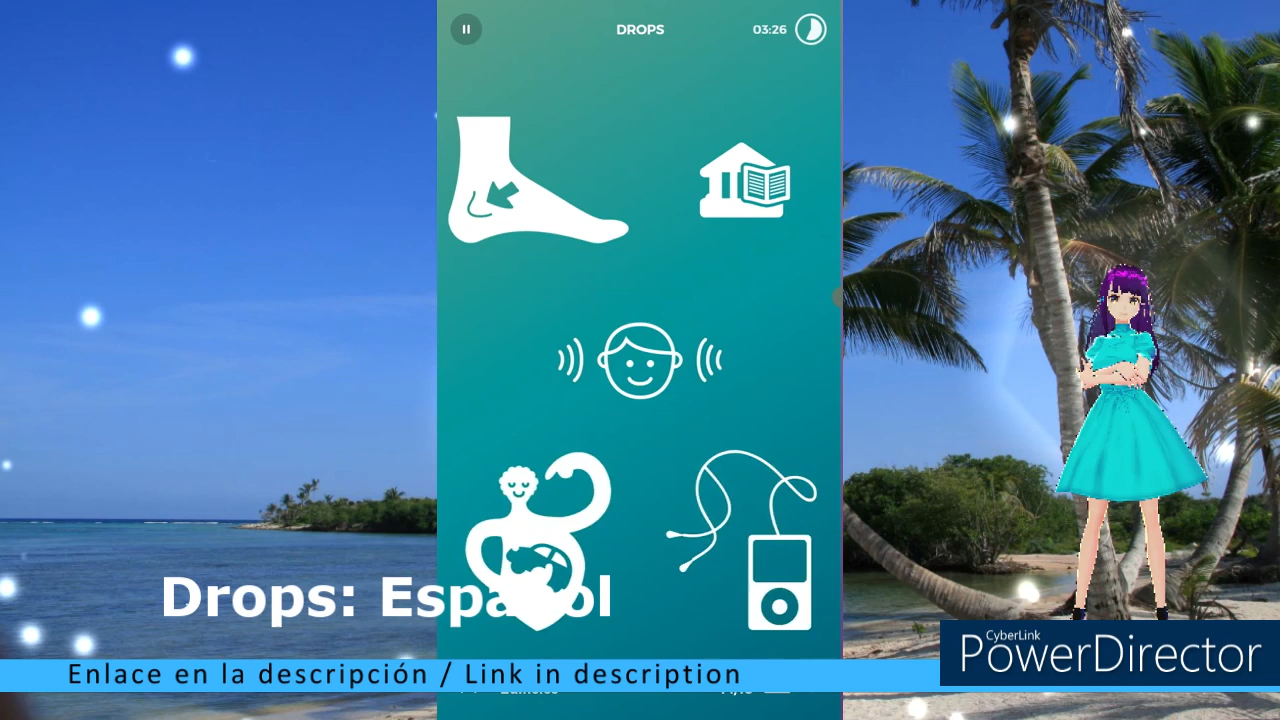 DROPS
03:26
Drops: Español
Enlace en la descripción / Link in description
CyberLink
PowerDirector